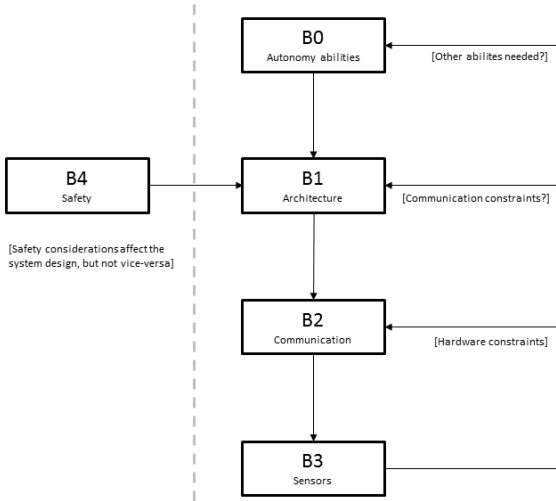 B0
Autonomy abilities
[Other abilites needed?]
B4
Safety
B1
Architecture
[Communication constraints?]
[Safety considerations affect the
system design, but not vice-versa]
B2
Communication
[Hardware constraints]
B3
Sensors